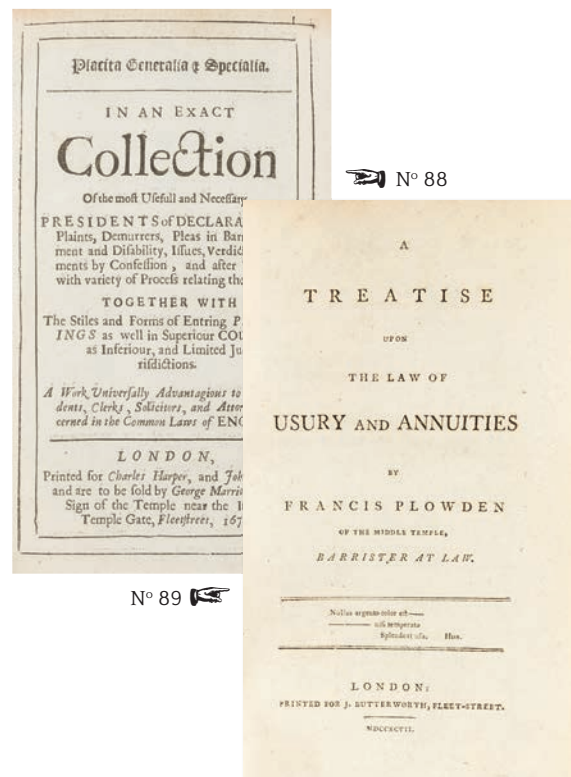 Placita Generalia & Specialia.
IN AN EXACT
Collection
Of the most Usefull and Necessary
PRESIDENTS of DECLARA
Plaints, Demurrers, Pleas in Bar
ment and Disability, Issues, Verdic
ments by Confession, and after
with variety of Process relating the
TOGETHER WITH
The Stiles and Forms of Entring P
INGS as well in Superiour COU
as Inferiour, and Limited Ju
risdictions.
A Work Universally Advantagious to
dents, Clerks, Solicitors, and Attor
cerned in the Common Laws of ENG
LONDON,
Printed for Charles Harper, and Joh
and are to be sold by George Marri
Sign of the Temple near the I
Temple Gate, Fleetstreet, 167
Nº 88
A
TREATISE
UPON
THE LAW OF
USURY AND ANNUITIES
BY
FRANCIS PLOWDEN
OF THE MIDDLE TEMPLE,
BARRISTER AT LAW.
Nullus argento color est——
——— nisi temperato
Splendeat usu. Hor.
LONDON:
PRINTED FOR J. BUTTERWORTH, FLEET-STREET.
MDCCXCVII.
Nº 89